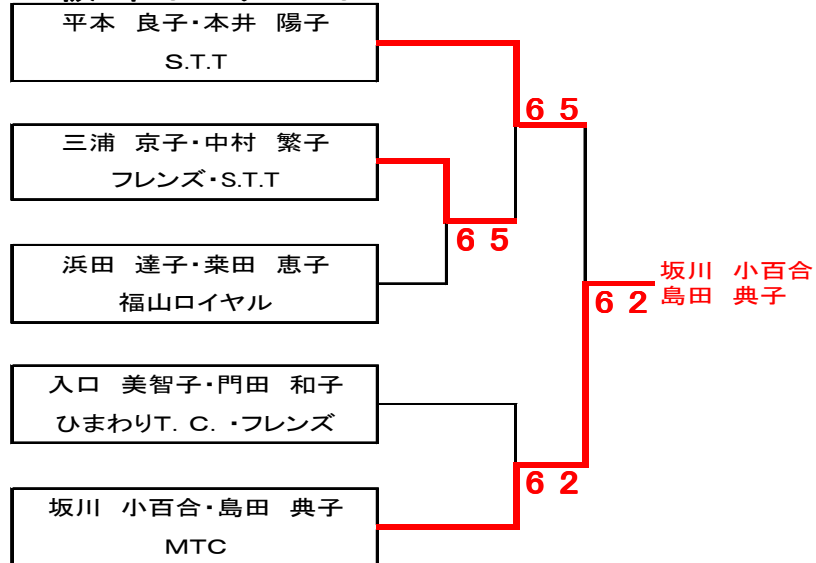 平本 良子・本井 陽子
S.T.T
6 5
三浦 京子・中村 繁子
フレンズ・S.T.T
6 5
浜田 達子・桒田 恵子
福山ロイヤル
坂川 小百合
島田 典子
6 2
入口 美智子・門田 和子
ひまわりT. C. ・フレンズ
6 2
坂川 小百合・島田 典子
MTC